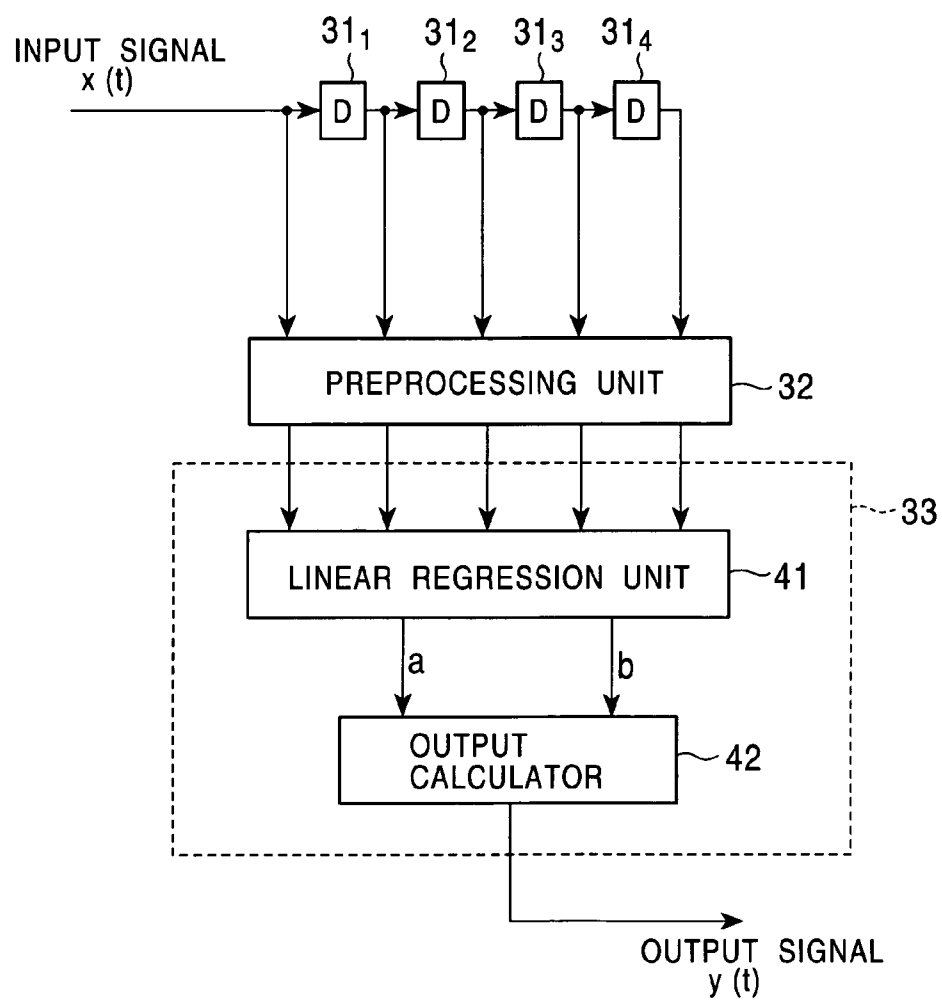 31₁ 31₂ 31₃ 31₄
INPUT SIGNAL
x (t)
D D D D
PREPROCESSING UNIT
32
33
LINEAR REGRESSION UNIT
41
a b
OUTPUT
CALCULATOR
42
OUTPUT SIGNAL
y (t)